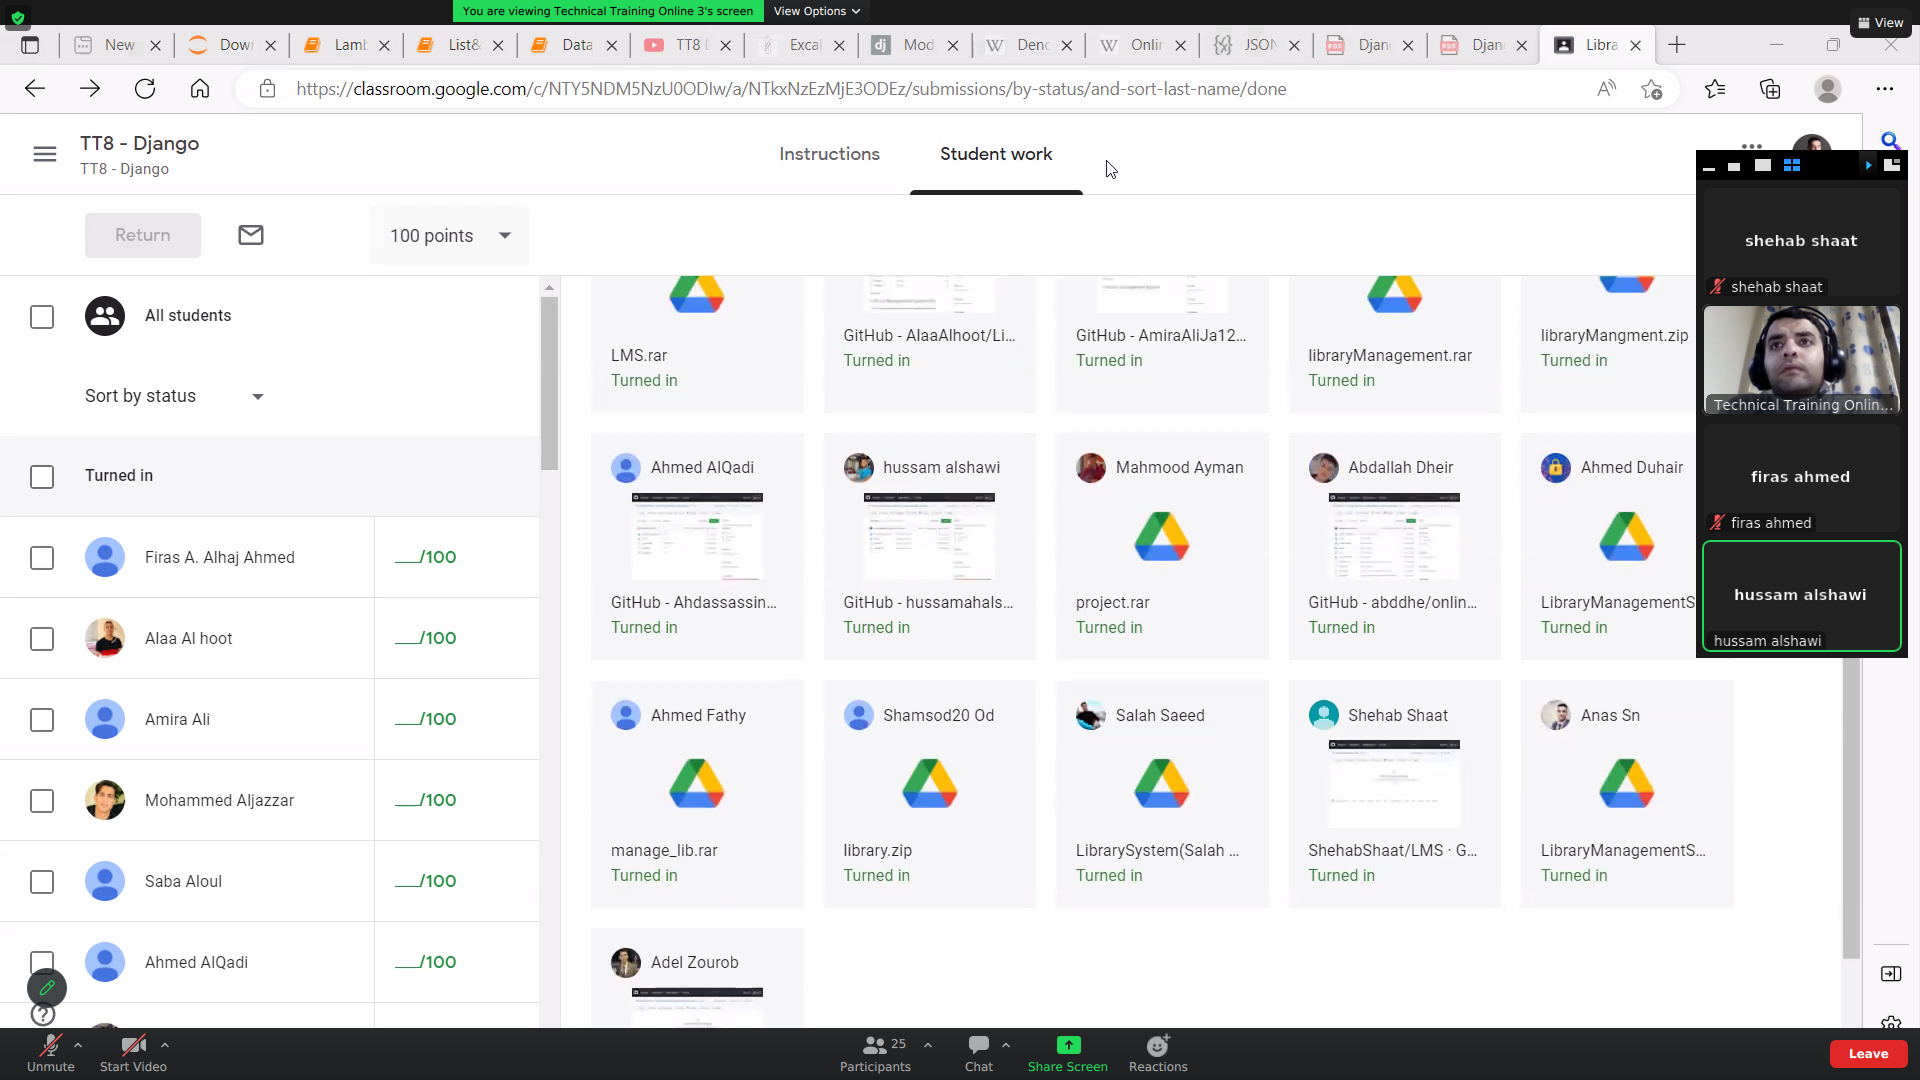 You are viewing Technical Training Online 3's screen
View Options
View
New
Dow
Lamb
List&
Data
TT8
Excal
Mod
Denc
Onlin
JSON
Djan
Djan
Libra
https://classroom.google.com/c/NTY5NDM5NzU0ODIw/a/NTkxNzEzMjE3ODEz/submissions/by-status/and-sort-last-name/done
TT8 - Django
TT8 - Django
Instructions
Student work
Return
100 points
All students
Sort by status
Turned in
Firas A. Alhaj Ahmed
/100
Alaa Al hoot
/100
Amira Ali
/100
Mohammed Aljazzar
/100
Saba Aloul
/100
Ahmed AlQadi
/100
LMS.rar
Turned in
GitHub - AlaaAlhoot/Li...
Turned in
GitHub - AmiraAliJa12...
Turned in
libraryManagement.rar
Turned in
libraryMangment.zip
Turned in
Ahmed AlQadi
GitHub - Ahdassassin...
Turned in
hussam alshawi
GitHub - hussamahals...
Turned in
Mahmood Ayman
project.rar
Turned in
Abdallah Dheir
GitHub - abddhe/onlin...
Turned in
Ahmed Duhair
LibraryManagementS
Turned in
Ahmed Fathy
manage_lib.rar
Turned in
Shamsod20 Od
library.zip
Turned in
Salah Saeed
LibrarySystem(Salah ...
Turned in
Shehab Shaat
ShehabShaat/LMS · G...
Turned in
Anas Sn
LibraryManagementS...
Turned in
Adel Zourob
shehab shaat
shehab shaat
Technical Training Onlin...
firas ahmed
firas ahmed
hussam alshawi
hussam alshawi
Unmute
Start Video
25
Participants
Chat
Share Screen
Reactions
Leave